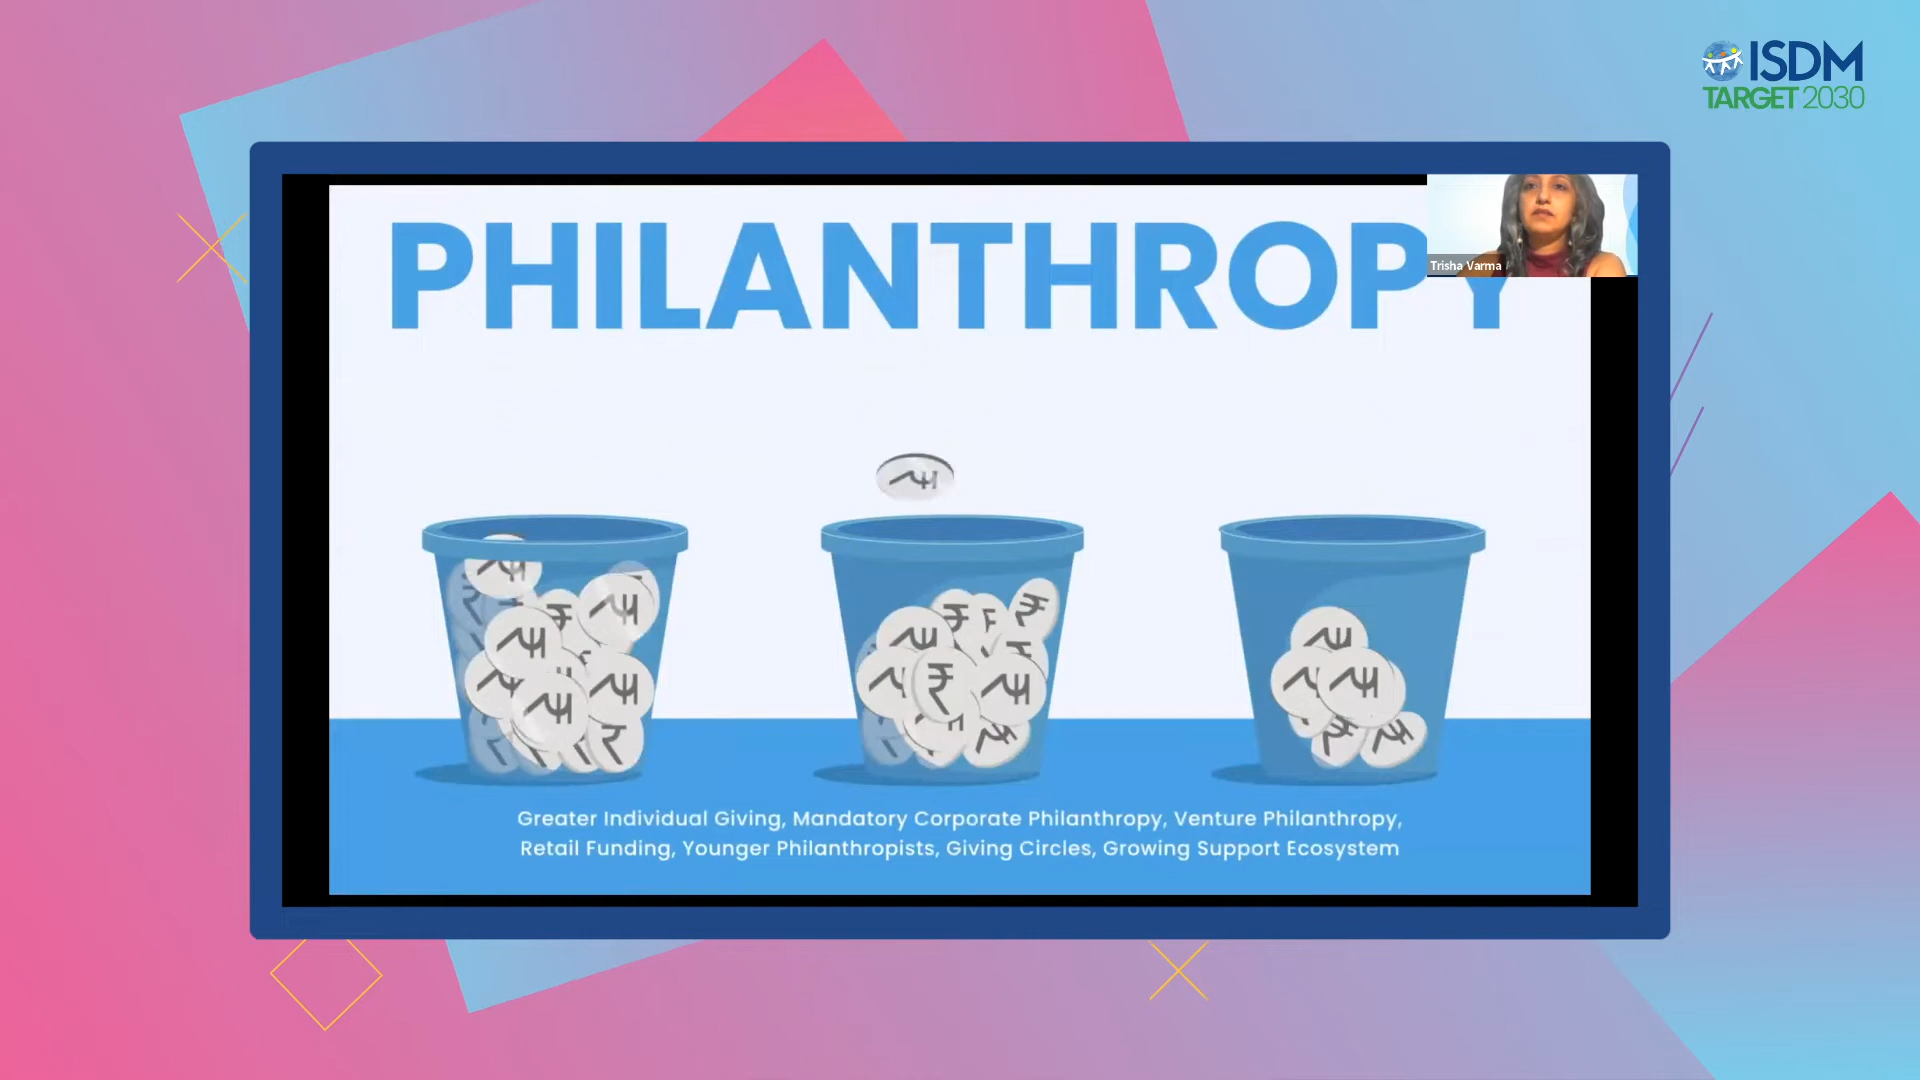 ISDM
TARGET 2030
PHILANTHROPY
Trisha Varma
Greater Individual Giving, Mandatory Corporate Philanthropy, Venture Philanthropy,
Retail Funding, Younger Philanthropists, Giving Circles, Growing Support Ecosystem